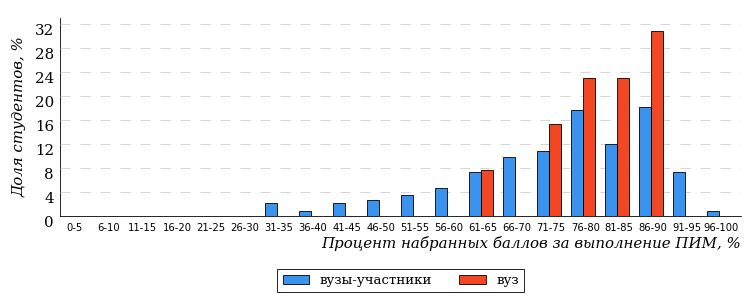 Доля студентов, %
32
28
24
20
16
12
8
4
0
0-5 6-10 11-15 16-20 21-25 26-30 31-35 36-40 41-45 46-50 51-55 56-60 61-65 66-70 71-75 76-80 81-85 86-90 91-95 96-100
Процент набранных баллов за выполнение ПИМ, %
вузы-участники вуз